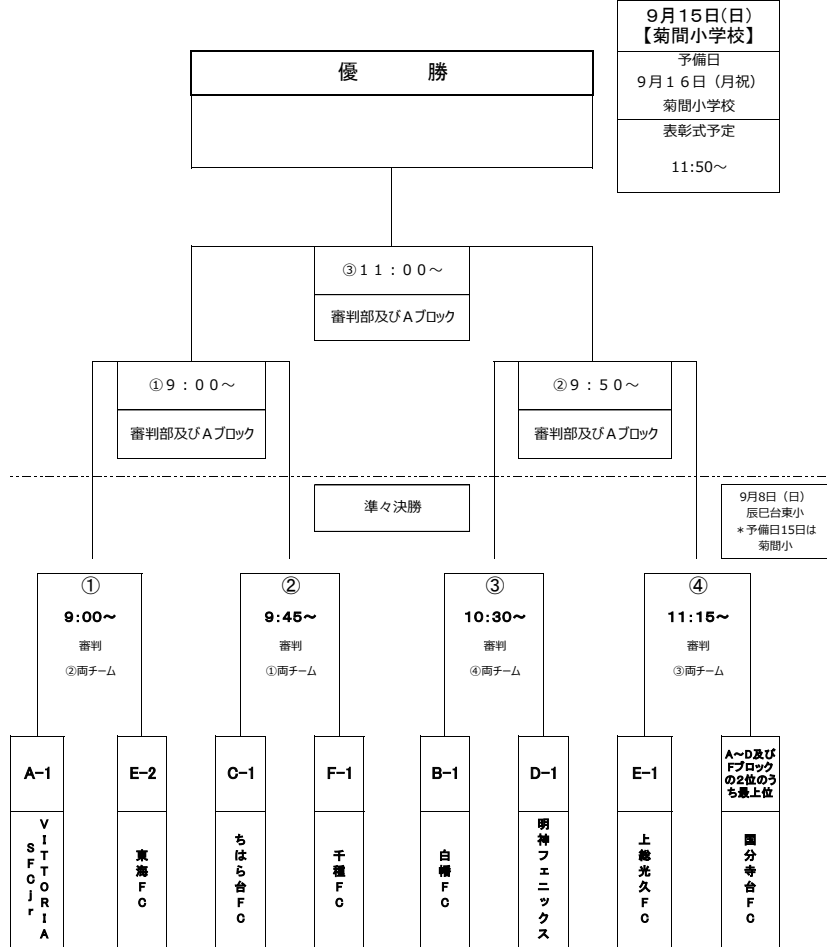 9月15日(日)
【菊間小学校】
予備日
9月16日（月祝）
菊間小学校
表彰式予定
11:50～
優　　勝
③11：00～
審判部及びAブロック
①9：00～
審判部及びAブロック
②9：50～
審判部及びAブロック
準々決勝
9月8日（日）
辰巳台東小
＊予備日15日は
菊間小
①
9:00～
審判
②両チーム
②
9:45～
審判
①両チーム
③
10:30～
審判
④両チーム
④
11:15～
審判
③両チーム
A-1
E-2
C-1
F-1
B-1
D-1
E-1
A～D及び
Fブロック
の2位のう
ち最上位
VITTORIA
SFCjr
東海FC
ちはら台FC
千種FC
白幡FC
明神フェニックス
上総光久FC
国分寺台FC